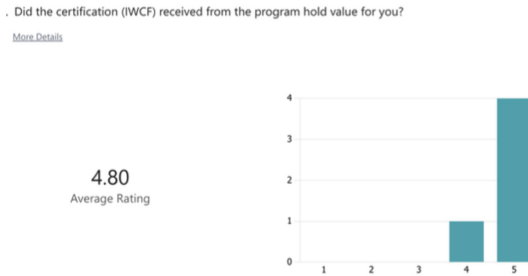 . Did the certification (IWCF) received from the program hold value for you?
More Details
4
3
4.80
2
Average Rating
1
0
1 2 3 4 5